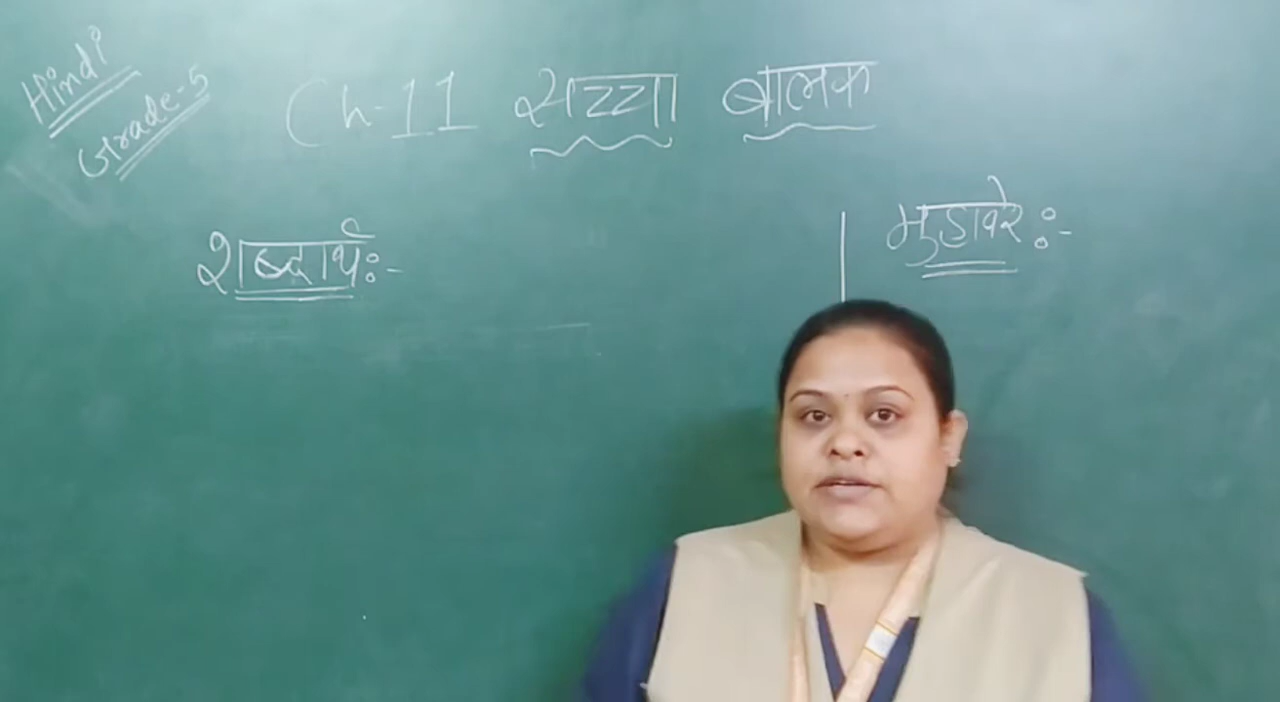 Hindi
Grade-5
Ch-11 सच्चा बालक
शब्दार्थ:-
मुहावरे:-